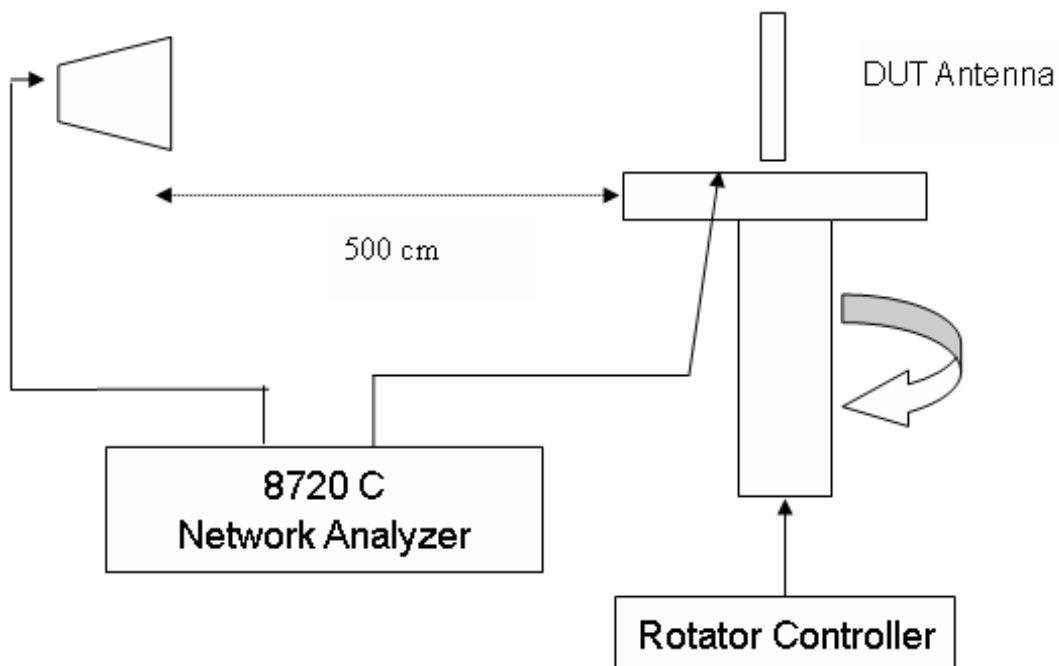 DUT Antenna
500 cm
8720 C
Network Analyzer
Rotator Controller